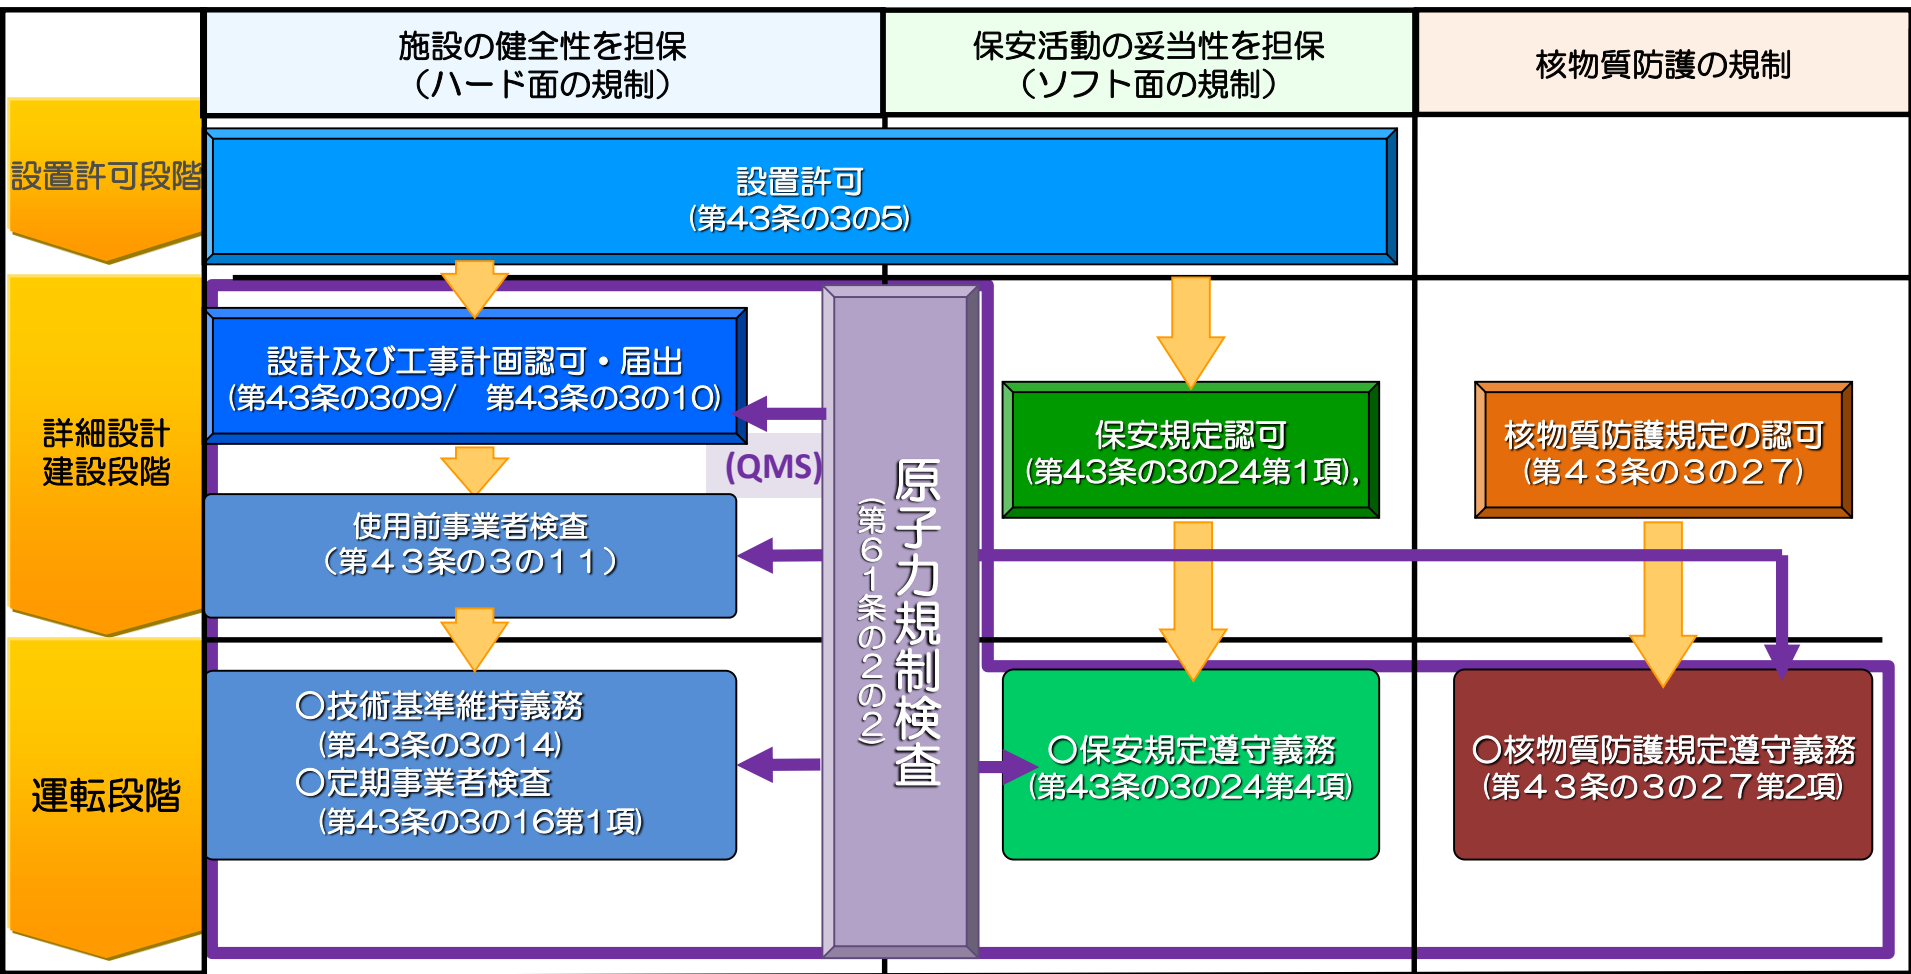 施設の健全性を担保
（ハード面の規制）
保安活動の妥当性を担保
（ソフト面の規制）
核物質防護の規制
設置許可段階
設置許可
(第43条の3の5)
詳細設計
建設段階
設計及び工事計画認可・届出
(第43条の3の9/　第43条の3の10)
(QMS)
使用前事業者検査
（第４３条の３の１１）
原子力規制検査
（第６１条の２の２）
保安規定認可
(第43条の3の24第1項),
核物質防護規定の認可
(第４３条の３の２７)
運転段階
〇技術基準維持義務
(第43条の3の14)
〇定期事業者検査
(第43条の3の16第1項)
〇保安規定遵守義務
(第43条の3の24第4項)
〇核物質防護規定遵守義務
(第４３条の３の２７第2項)